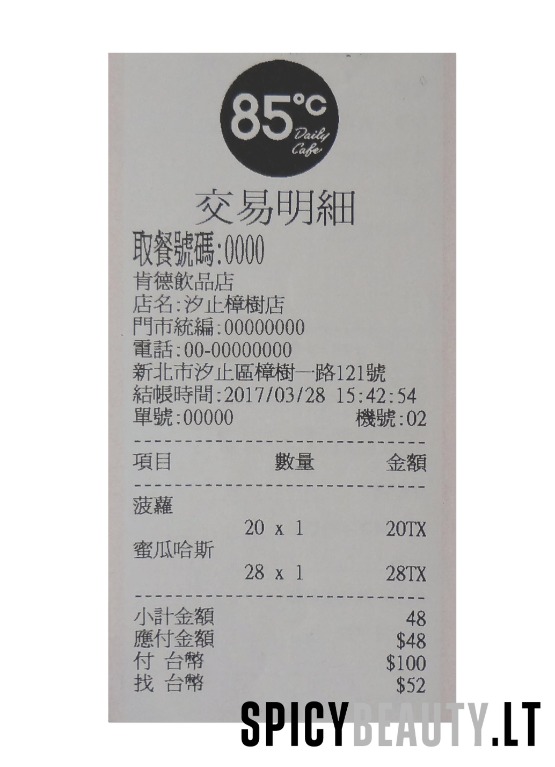 85°C
Daily
Cafe
交易明細
取餐號碼:0000
肯德飲品店
店名:汐止樟樹店
門市統編:00000000
電話:00-00000000
新北市汐止區樟樹一路121號
結帳時間:2017/03/28 15:42:54
單號:00000 機號:02
項目 數量 金額
菠蘿
20 x 1 20TX
蜜瓜哈斯
28 x 1 28TX
小計金額 48
應付金額 $48
付 台幣 $100
找 台幣 $52
SPICYBEAUTY.LT